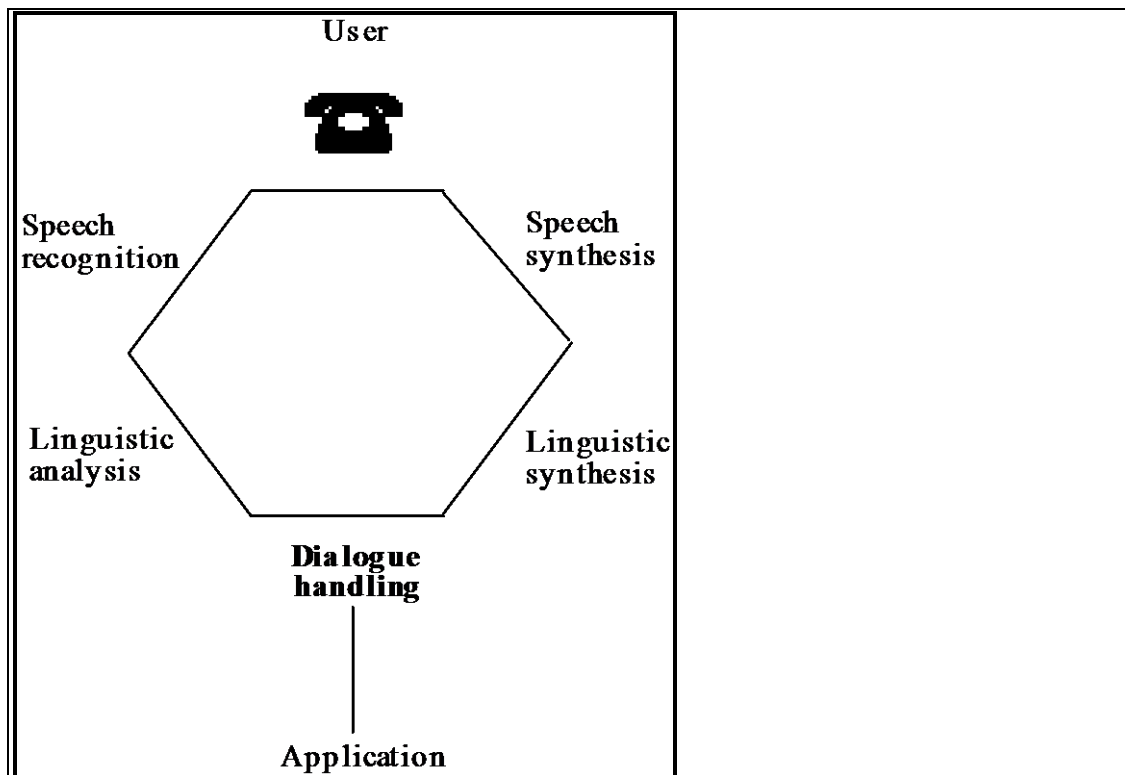 User
Speech
recognition
Speech
synthesis
Linguistic
analysis
Linguistic
synthesis
Dialogue
handling
Application